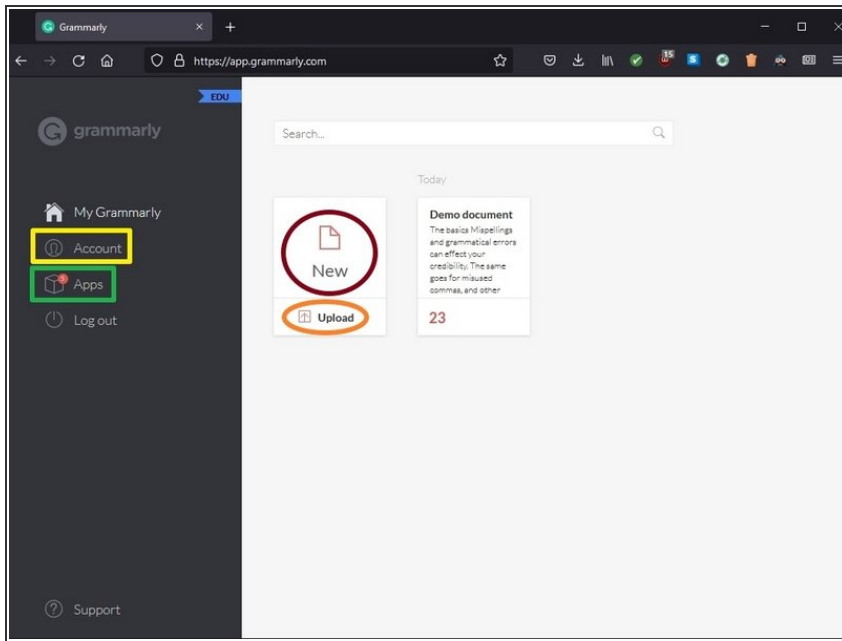 Grammarly
https://app.grammarly.com
15
EDU
grammarly
Search...
My Grammarly
Account
5
Apps
Log out
Today
New
Upload
Demo document
The basics Mispellings
and grammatical errors
can effect your
credibility. The same
goes for misused
commas, and other
23
Support